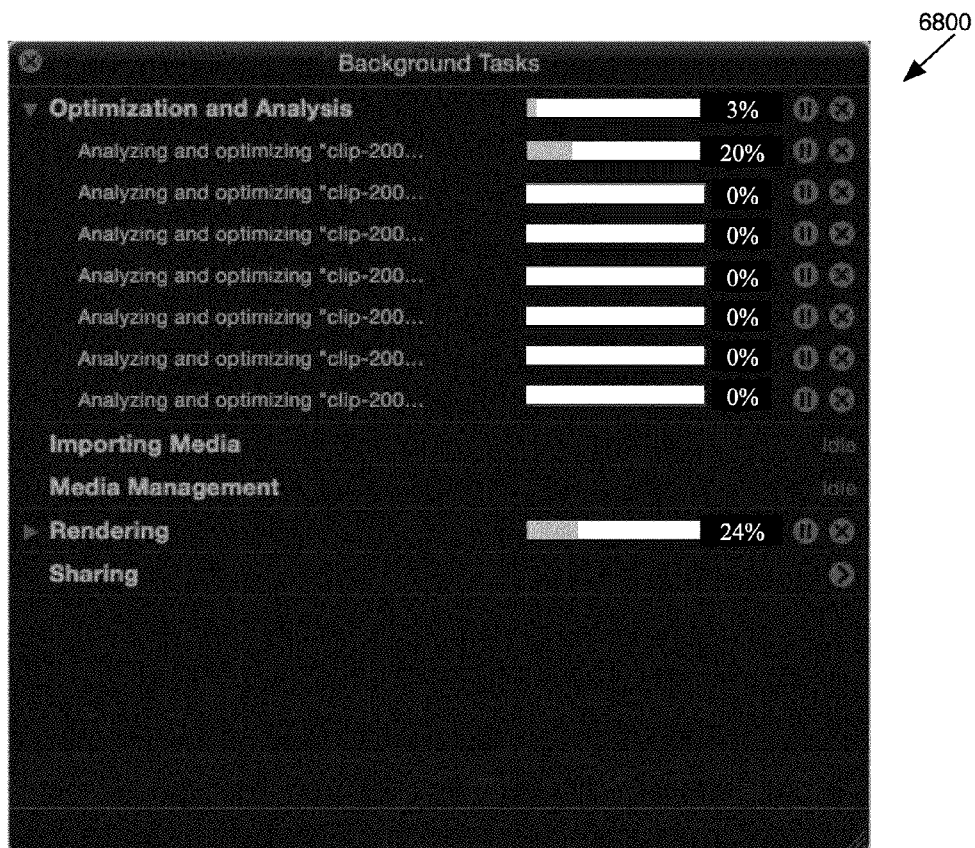 6800
Background Tasks
Optimization and Analysis 3%
Analyzing and optimizing "clip-200... 20%
Analyzing and optimizing "clip-200... 0%
Analyzing and optimizing "clip-200... 0%
Analyzing and optimizing "clip-200... 0%
Analyzing and optimizing "clip-200... 0%
Analyzing and optimizing "clip-200... 0%
Analyzing and optimizing "clip-200... 0%
Importing Media Idle
Media Management Idle
Rendering 24%
Sharing